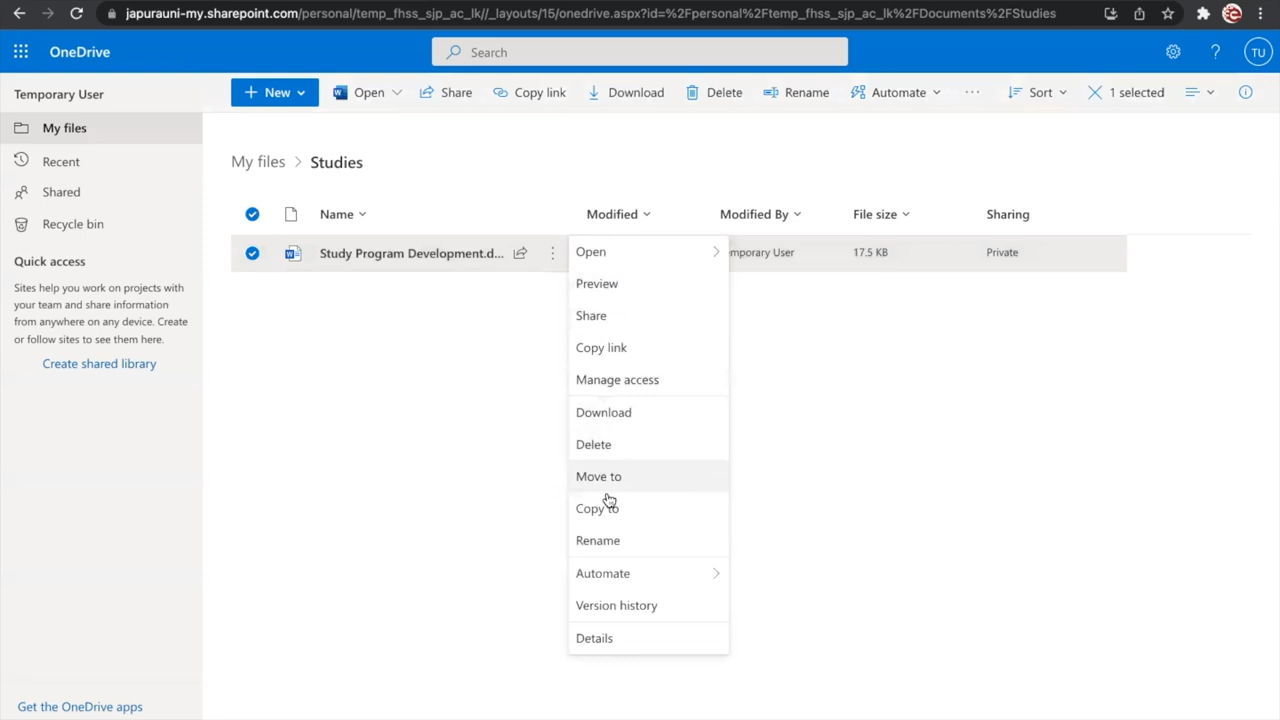 japurauni-my.sharepoint.com/personal/temp_fhss_sjp_ac_lk//_layouts/15/onedrive.aspx?id=%2Fpersonal%2Ftemp_fhss_sjp_ac_lk%2FDocuments%2FStudies
OneDrive
Search
?
TU
Temporary User
+ New
Open
Share
Copy link
Download
Delete
Rename
Automate
...
Sort
1 selected
My files
Recent
Shared
Recycle bin
Quick access
Sites help you work on projects with
your team and share information
from anywhere on any device. Create
or follow sites to see them here.
Create shared library
Get the OneDrive apps
My files > Studies
Name
Modified
Modified By
File size
Sharing
Study Program Development.d...
emporary User
17.5 KB
Private
Open
Preview
Share
Copy link
Manage access
Download
Delete
Move to
Copy to
Rename
Automate
Version history
Details